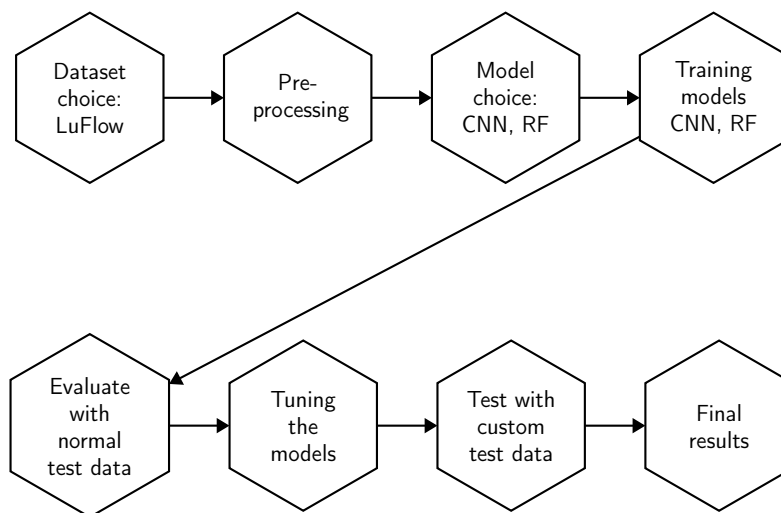 Dataset
choice:
LuFlow
Pre-
processing
Model
choice:
CNN, RF
Training
models
CNN, RF
Evaluate
with
normal
test data
Tuning
the
models
Test with
custom
test data
Final
results